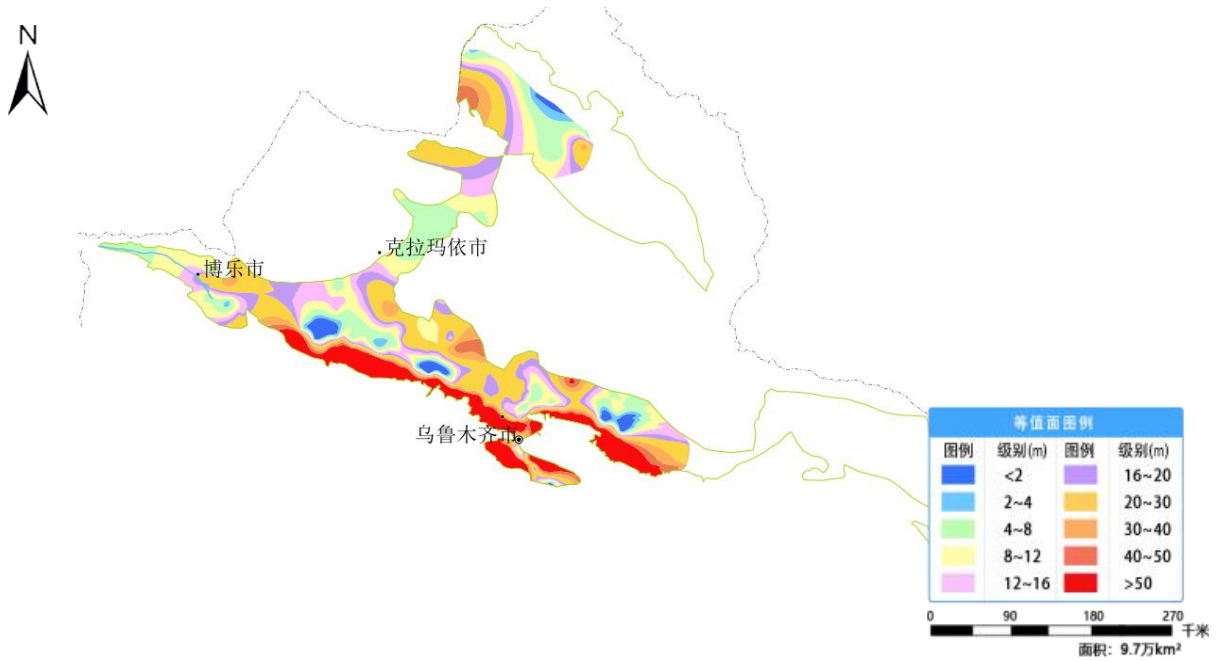 N
克拉玛依市
博乐市
乌鲁木齐市
等值面图例
图例 级别(m) 图例 级别(m)
<2 16~20
2~4 20~30
4~8 30~40
8~12 40~50
12~16 >50
0 90 180 270
千米
面积：9.7万km²